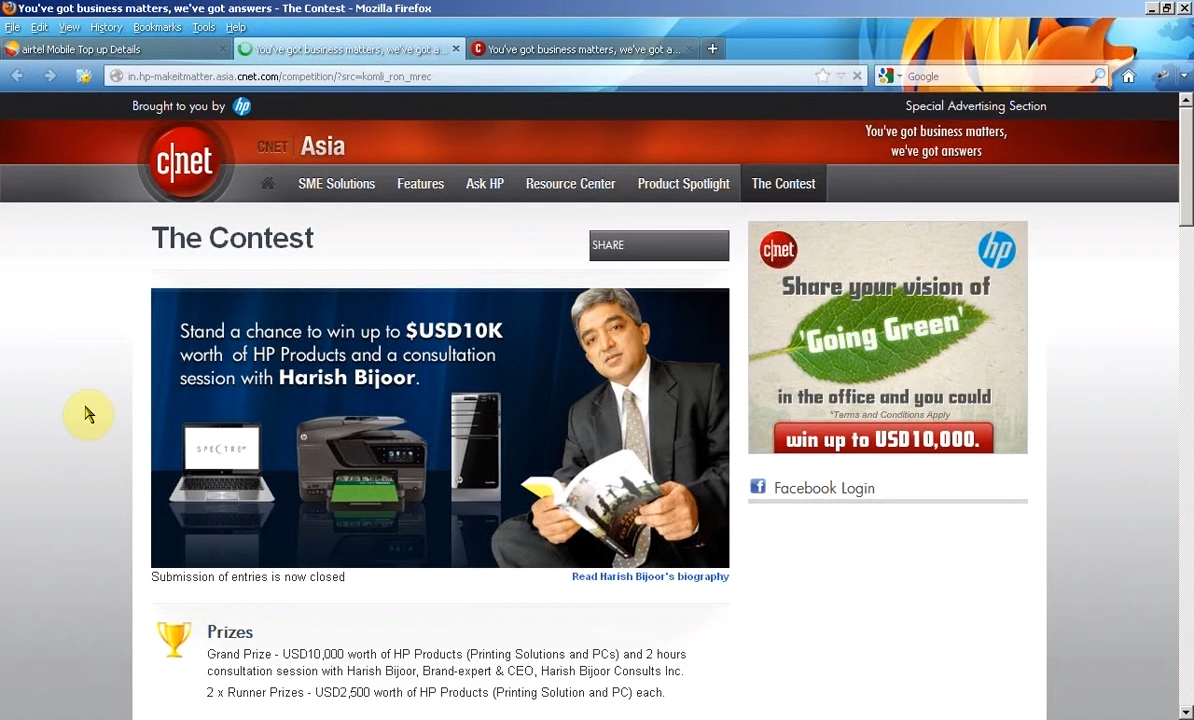 You've got business matters, we've got answers - The Contest - Mozilla Firefox
File Edit View History Bookmarks Tools Help
airtel Mobile Top up Details
You've got business matters, we've got a...
You've got business matters, we've got a...
in.hp-makeitmatter.asia.cnet.com/competition/?src=komli_ron_mrec
Google
Brought to you by hp
Special Advertising Section
c|net
CNET | Asia
You've got business matters,
we've got answers
SME Solutions Features Ask HP Resource Center Product Spotlight The Contest
The Contest
SHARE
Stand a chance to win up to $USD10K
worth of HP Products and a consultation
session with Harish Bijoor.
SPECTRE
c|net
hp
Share your vision of
'Going Green'
in the office and you could
*Terms and Conditions Apply
win up to USD10,000.
Facebook Login
Submission of entries is now closed
Read Harish Bijoor's biography
Prizes
Grand Prize - USD10,000 worth of HP Products (Printing Solutions and PCs) and 2 hours
consultation session with Harish Bijoor, Brand-expert & CEO, Harish Bijoor Consults Inc.
2 x Runner Prizes - USD2,500 worth of HP Products (Printing Solution and PC) each.